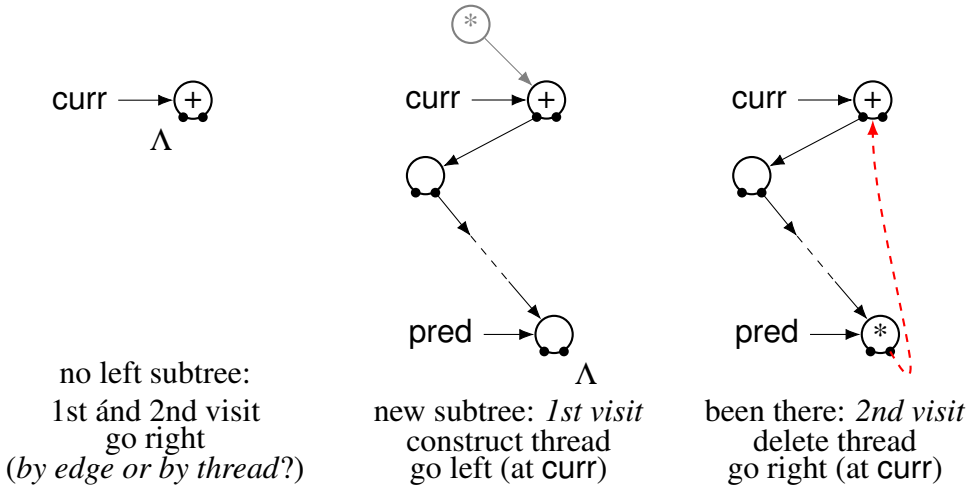 *
curr
+
Λ
curr
+
curr
+
pred
Λ
pred
*
no left subtree:
1st ánd 2nd visit
go right
(by edge or by thread?)
new subtree: 1st visit
construct thread
go left (at curr)
been there: 2nd visit
delete thread
go right (at curr)